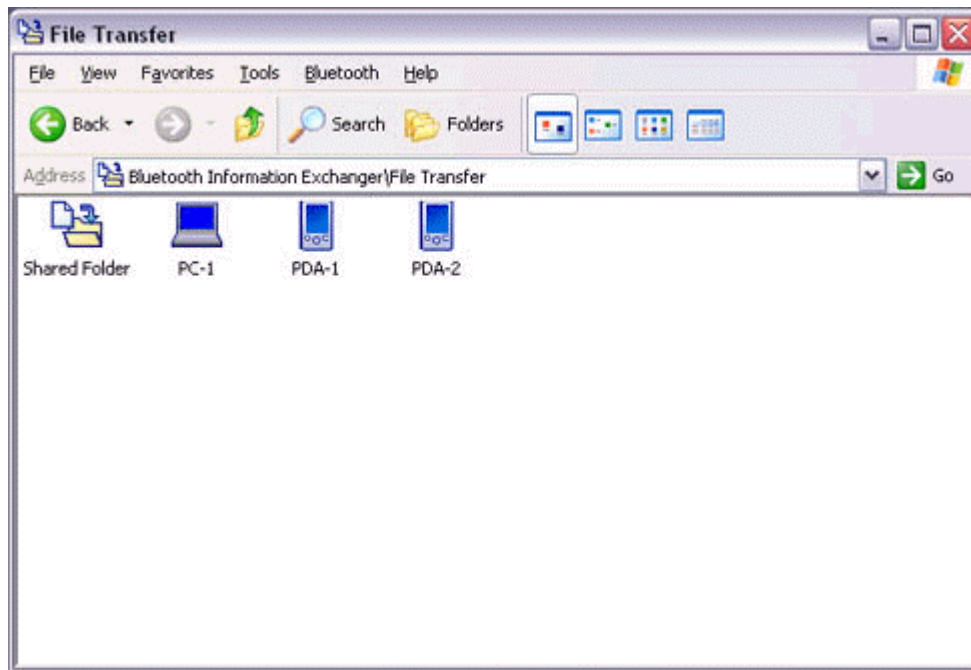 File Transfer
File View Favorites Tools Bluetooth Help
Back Search Folders
Address Bluetooth Information Exchanger\File Transfer Go
Shared Folder PC-1 PDA-1 PDA-2